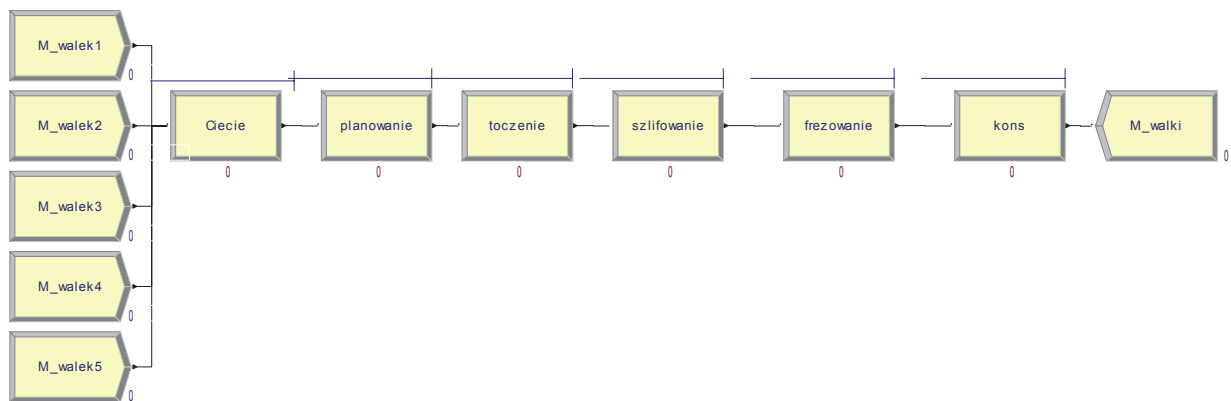 M_walek1
0
M_walek2
0
M_walek3
0
M_walek4
0
M_walek5
0
Ciecie
0
planowanie
0
toczenie
0
szlifowanie
0
frezowanie
0
kons
0
M_walki
0